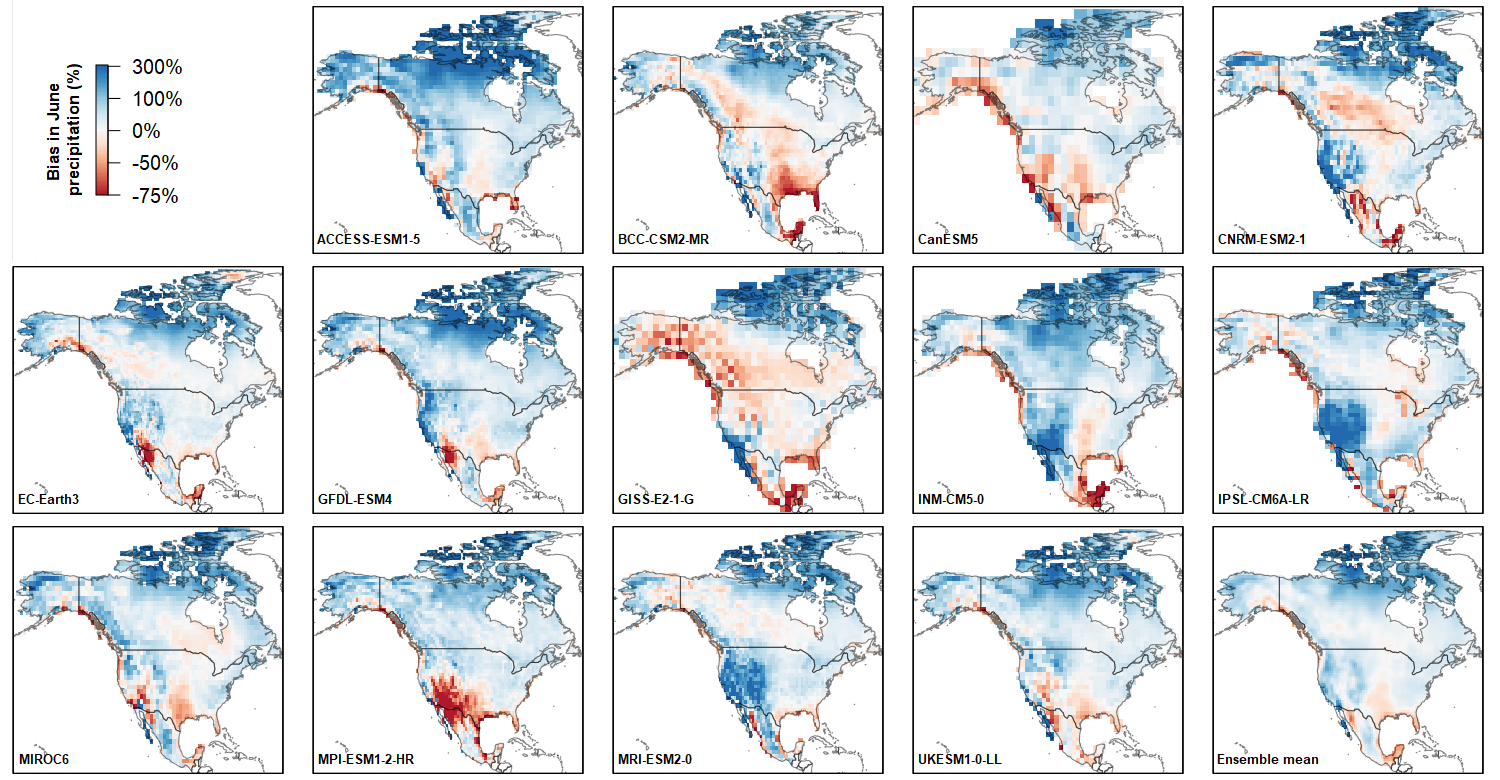 Bias in June
precipitation (%)
300%
100%
0%
-50%
-75%
ACCESS-ESM1-5
BCC-CSM2-MR
CanESM5
CNRM-ESM2-1
EC-Earth3
GFDL-ESM4
GISS-E2-1-G
INM-CM5-0
IPSL-CM6A-LR
MIROC6
MPI-ESM1-2-HR
MRI-ESM2-0
UKESM1-0-LL
Ensemble mean